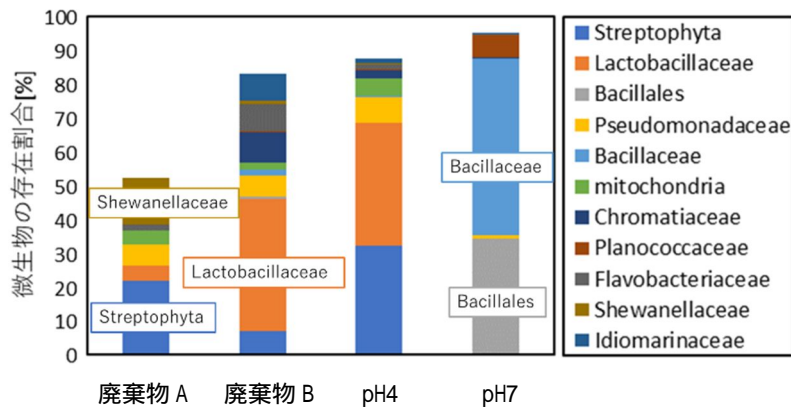 微生物の存在割合[%]
100
90
80
70
60
50
40
30
20
10
0
Shewanellaceae
Streptophyta
Lactobacillaceae
Bacillaceae
Bacillales
廃棄物 A
廃棄物 B
pH4
pH7
Streptophyta
Lactobacillaceae
Bacillales
Pseudomonadaceae
Bacillaceae
mitochondria
Chromatiaceae
Planococcaceae
Flavobacteriaceae
Shewanellaceae
Idiomarinaceae